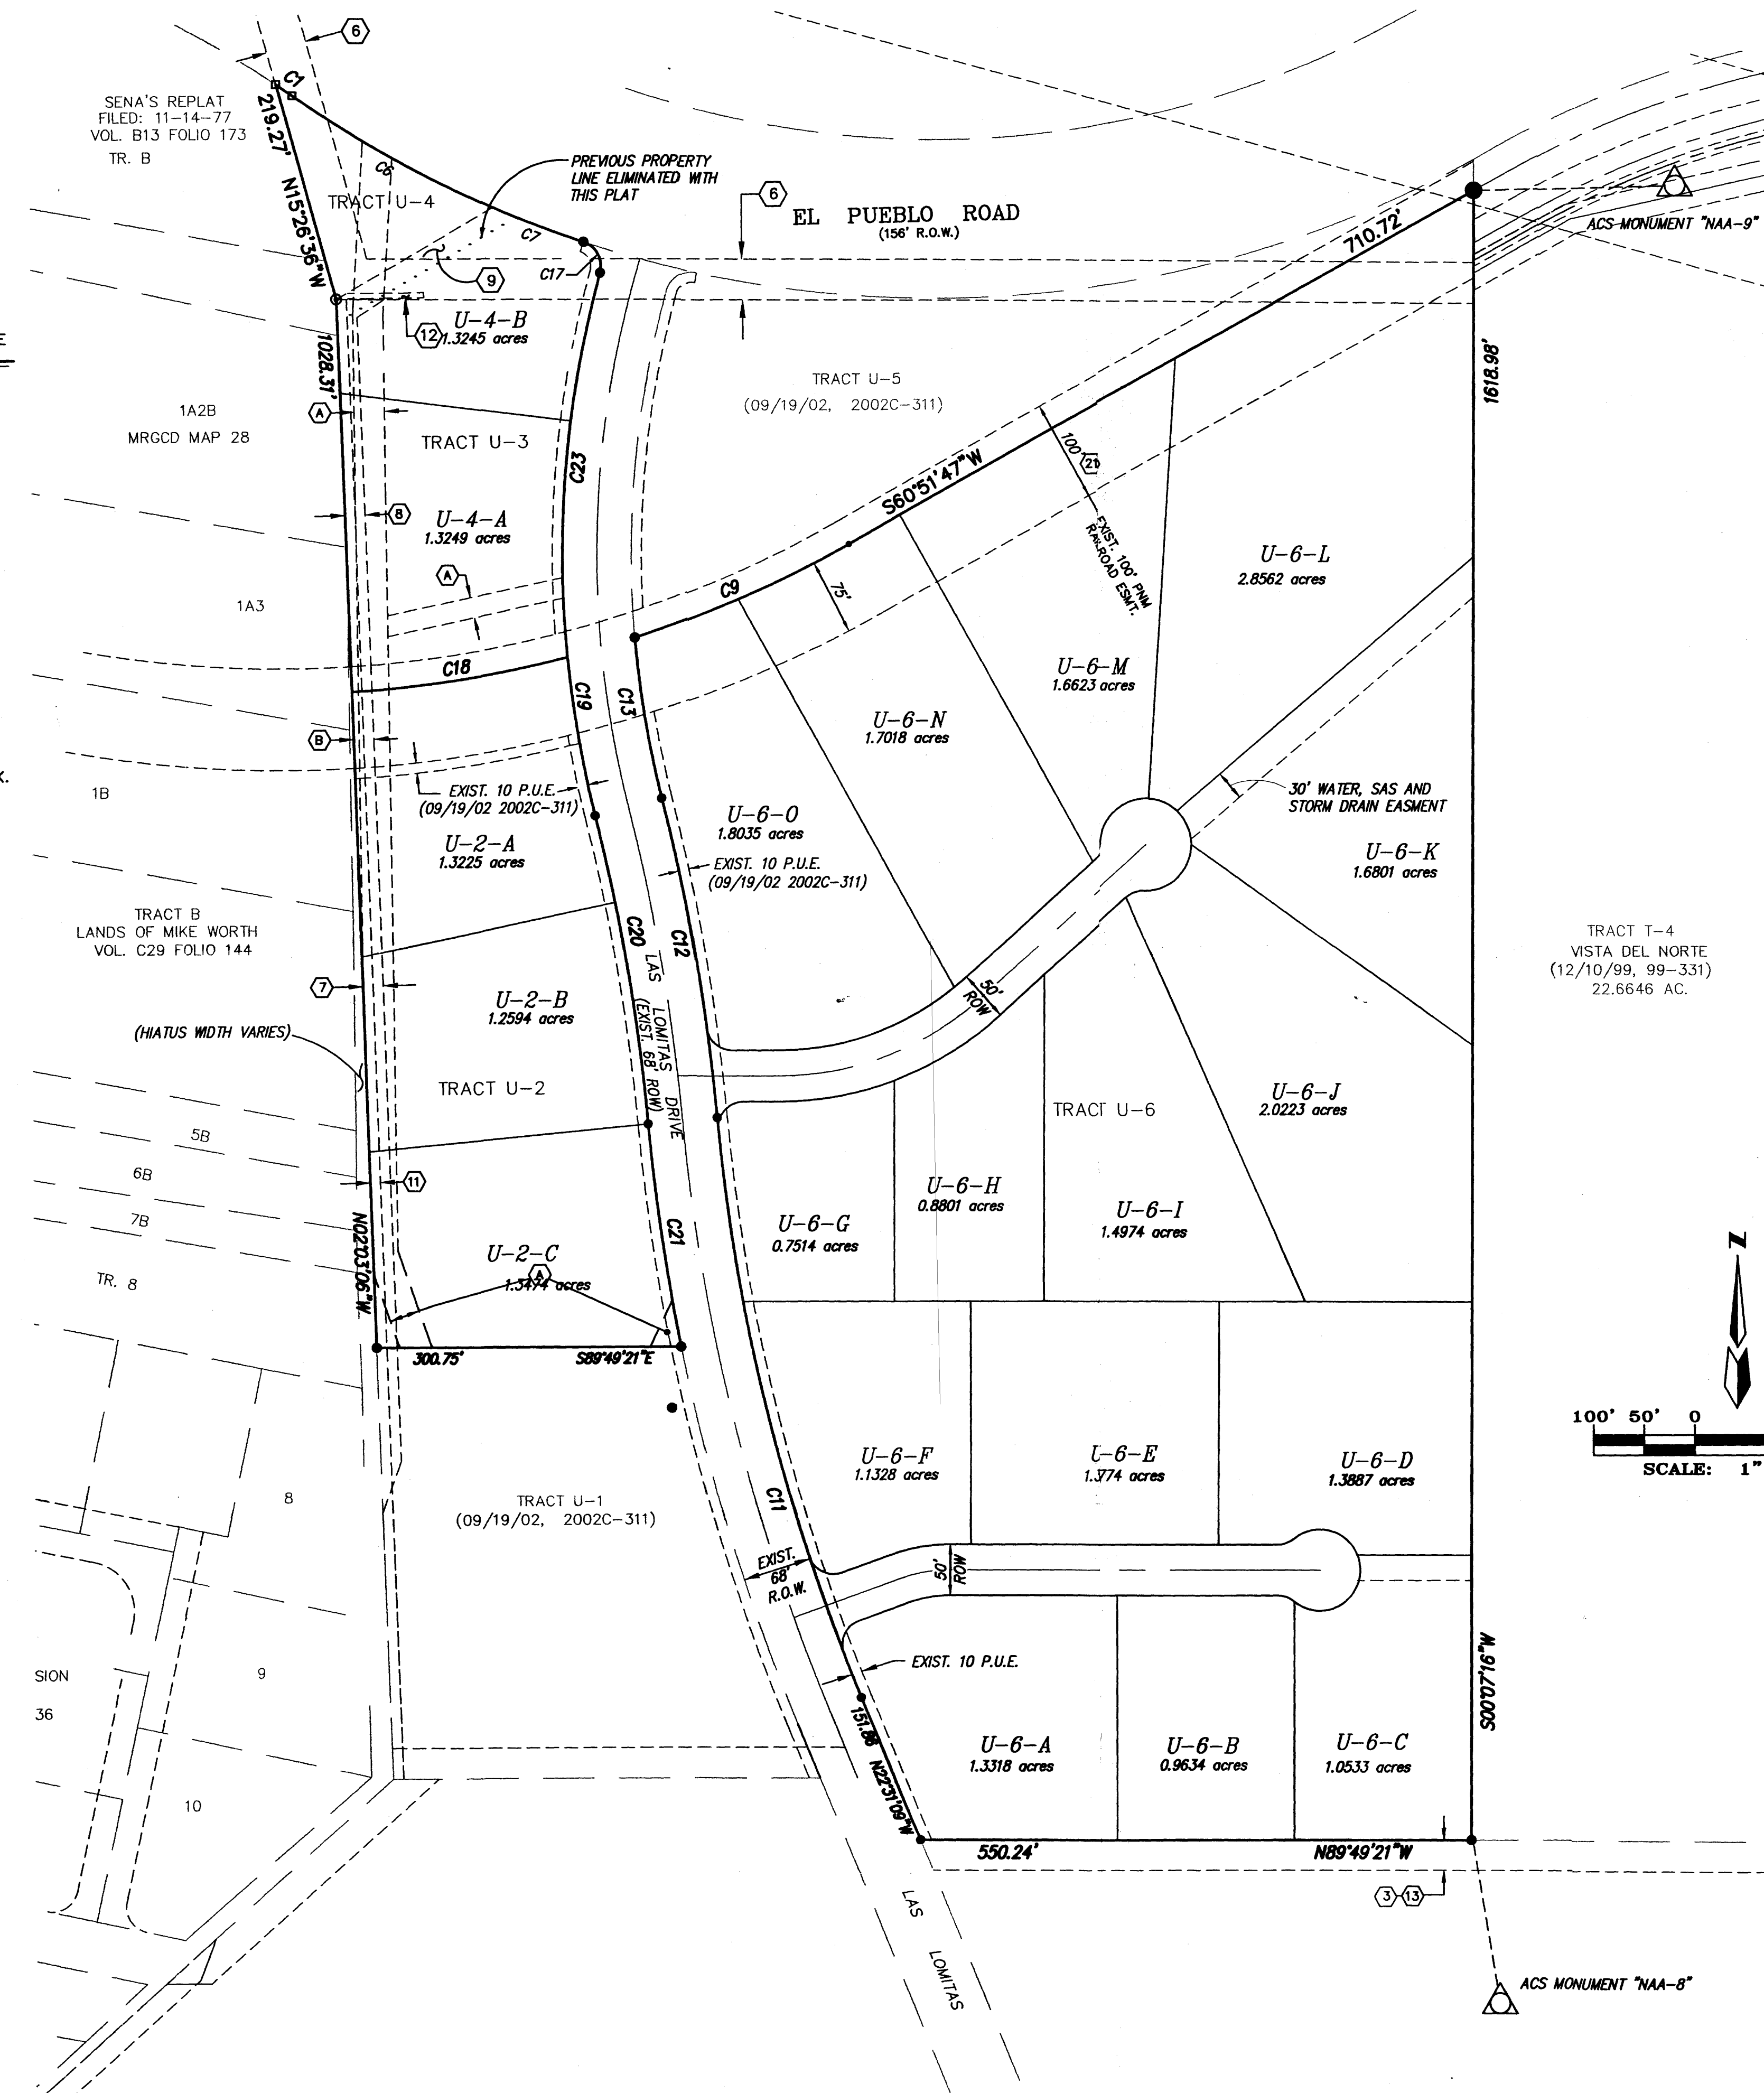 6
C1
SENA'S REPLAT
FILED: 11-14-77
VOL. B13 FOLIO 173
TR. B
219.27' N15°26'36"W
C6
TRACT U-4
PREVIOUS PROPERTY
LINE ELIMINATED WITH
THIS PLAT
C7
C17
9
12
6
EL PUEBLO ROAD
(156' R.O.W.)
710.72'
ACS MONUMENT "NAA-9"
U-4-B
1.3245 acres
E
1028.31'
1618.98'
1A2B
MRGCD MAP 28
A
TRACT U-3
C23
TRACT U-5
(09/19/02, 2002C-311)
S60°51'47"W
100'
21
EXIST. 100' PNM
RAILROAD ESMT.
8
U-4-A
1.3249 acres
A
1A3
C9
75'
U-6-L
2.8562 acres
C18
C19
C13
U-6-M
1.6623 acres
U-6-N
1.7018 acres
B
1B
EXIST. 10 P.U.E.
(09/19/02 2002C-311)
U-6-O
1.8035 acres
30' WATER, SAS AND
STORM DRAIN EASMENT
U-2-A
1.3225 acres
EXIST. 10 P.U.E.
(09/19/02 2002C-311)
U-6-K
1.6801 acres
TRACT B
LANDS OF MIKE WORTH
VOL. C29 FOLIO 144
C20
C12
TRACT T-4
VISTA DEL NORTE
(12/10/99, 99-331)
22.6646 AC.
7
U-2-B
1.2594 acres
LAS LOMITAS DRIVE
(EXIST. 68' ROW)
50'
ROW
(HIATUS WIDTH VARIES)
TRACT U-2
TRACT U-6
U-6-J
2.0223 acres
5B
6B
11
7B
U-6-H
0.8801 acres
U-6-G
0.7514 acres
U-6-I
1.4974 acres
N02°03'06"W
C21
U-2-C
1.3474 acres
A
TR. 8
300.75'
S89°49'21"E
Z
100' 50' 0
SCALE: 1"
U-6-F
1.1328 acres
U-6-E
1.3774 acres
U-6-D
1.3887 acres
8
TRACT U-1
(09/19/02, 2002C-311)
C11
EXIST.
68'
R.O.W.
50'
ROW
SION
36
9
EXIST. 10 P.U.E.
S00°07'16"W
151.88 N22°31'09"W
U-6-A
1.3318 acres
U-6-B
0.9634 acres
U-6-C
1.0533 acres
10
550.24'
N89°49'21"W
3
13
LAS
LOMITAS
ACS MONUMENT "NAA-8"